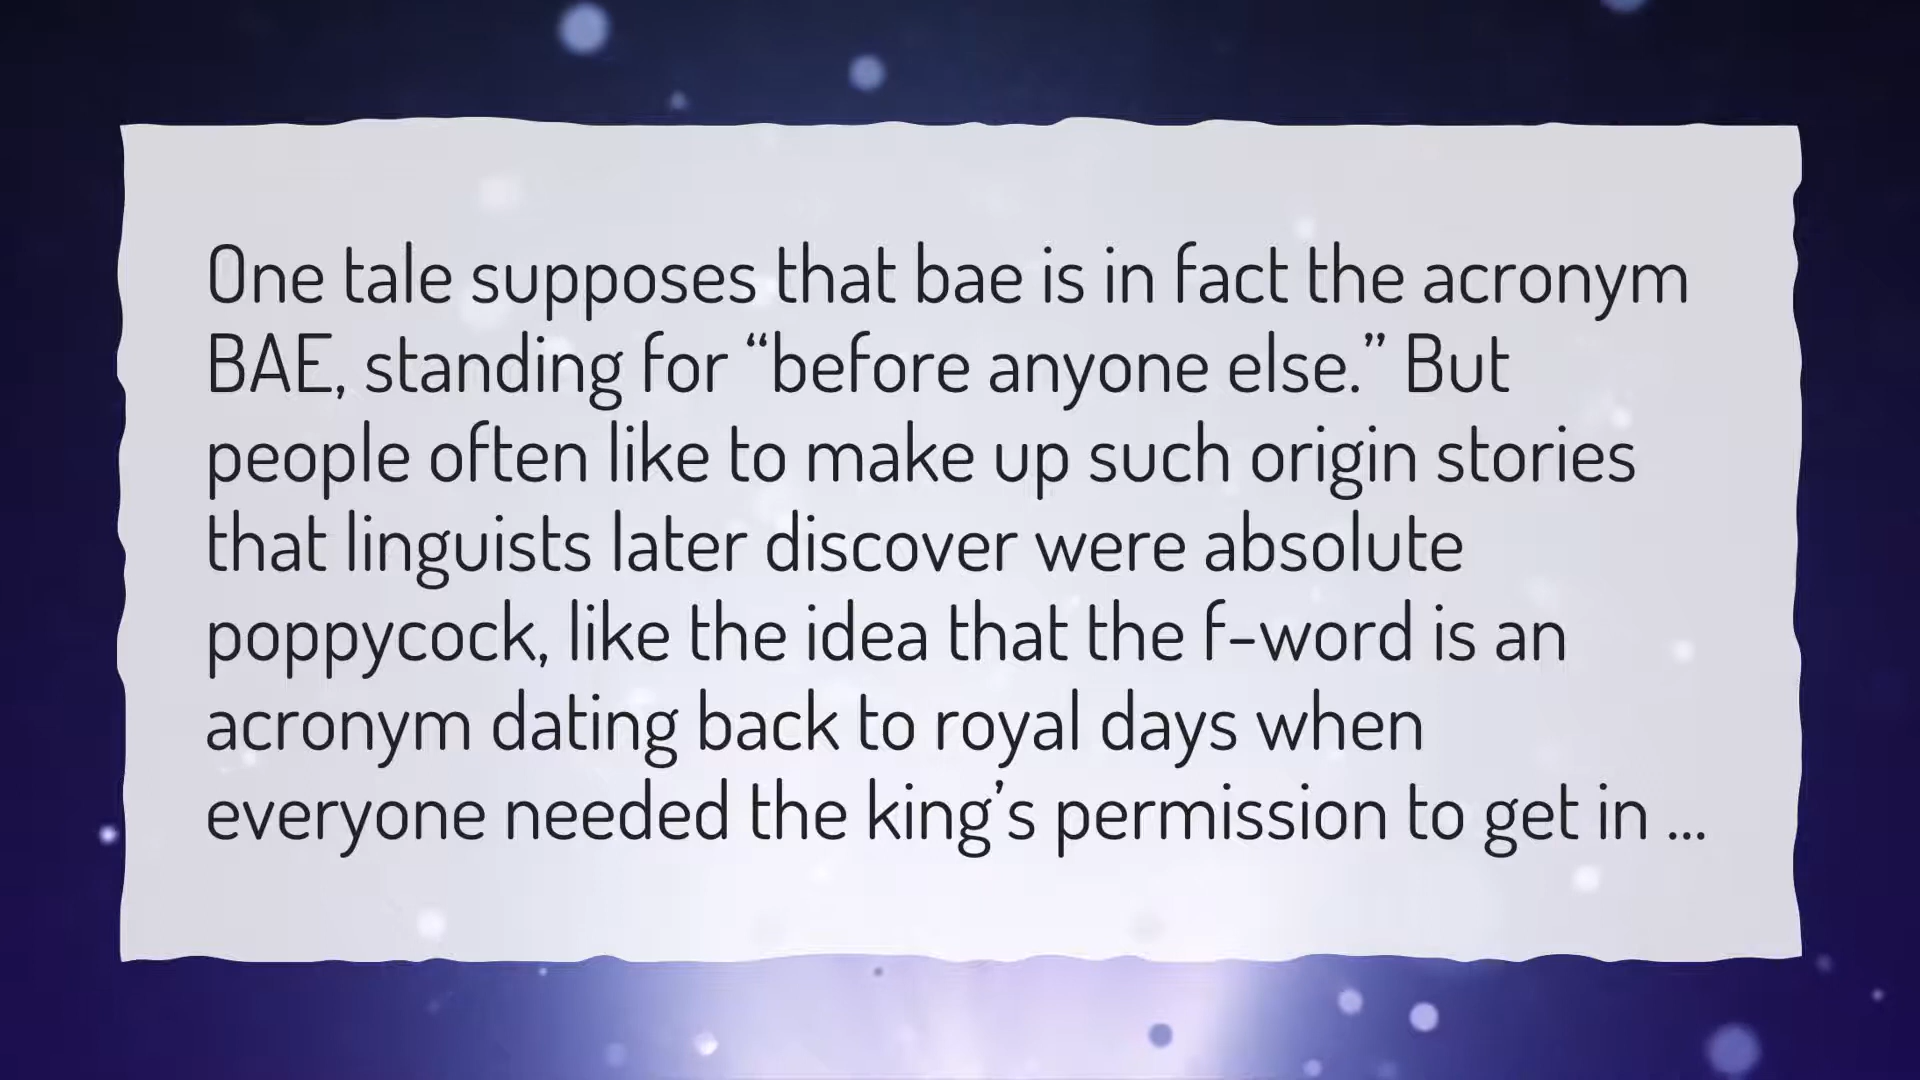 One tale supposes that bae is in fact the acronym
BAE, standing for “before anyone else.” But
people often like to make up such origin stories
that linguists later discover were absolute
poppycock, like the idea that the f-word is an
acronym dating back to royal days when
everyone needed the king’s permission to get in ...